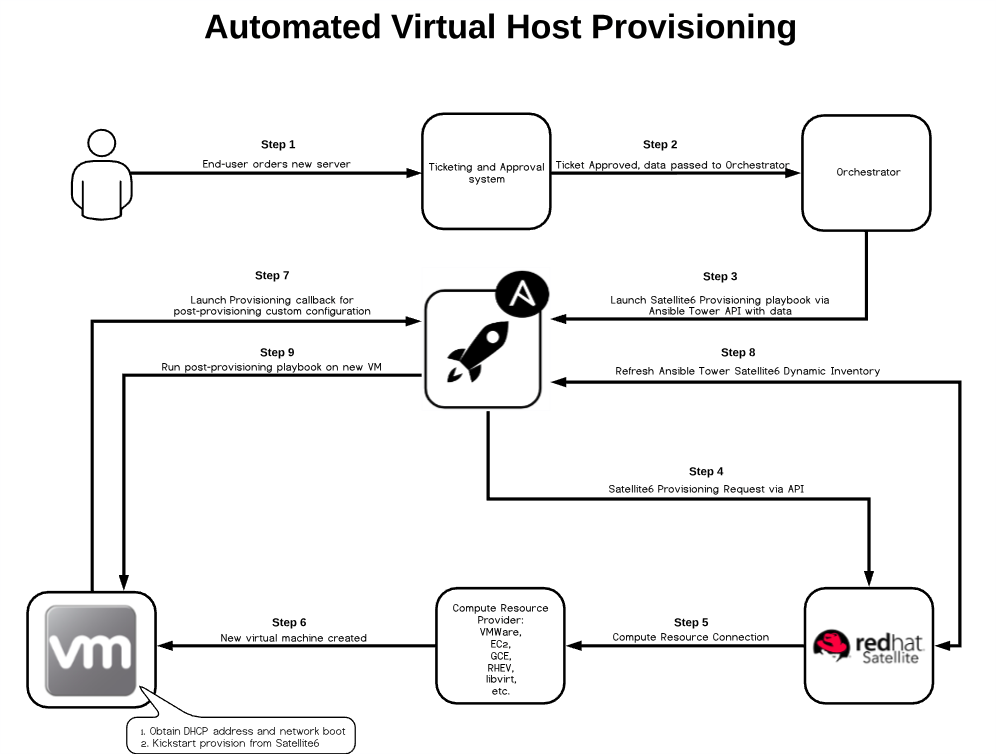 Automated Virtual Host Provisioning
Step 1
End-user orders new server
Ticketing and Approval
system
Step 2
Ticket Approved, data passed to Orchestrator
Orchestrator
Step 7
Launch Provisioning callback for
post-provisioning custom configuration
A
Step 3
Launch Satellite6 Provisioning playbook via
Ansible Tower API with data
Step 9
Run post-provisioning playbook on new VM
Step 8
Refresh Ansible Tower Satellite6 Dynamic Inventory
Step 4
Satellite6 Provisioning Request via API
vm
Step 6
New virtual machine created
Compute Resource
Provider:
VMWare,
EC2,
GCE,
RHEV,
libvirt,
etc.
Step 5
Compute Resource Connection
redhat
Satellite
1. Obtain DHCP address and network boot
2. Kickstart provision from Satellite6